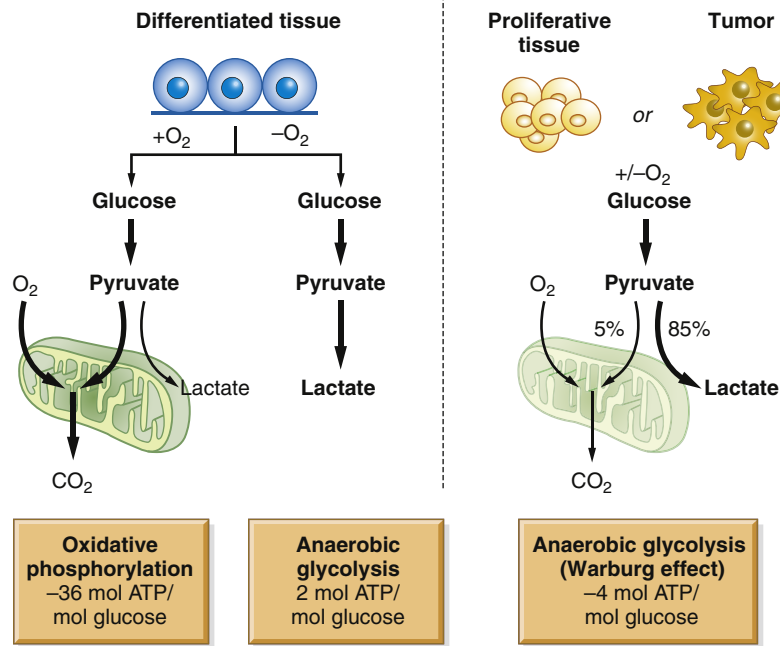 Differentiated tissue
Proliferative
tissue
Tumor
+O2
–O2
or
+/–O2
Glucose
Glucose
Glucose
O2
Pyruvate
Pyruvate
O2
Pyruvate
5%
85%
Lactate
Lactate
Lactate
CO2
CO2
Oxidative
phosphorylation
–36 mol ATP/
mol glucose
Anaerobic
glycolysis
2 mol ATP/
mol glucose
Anaerobic glycolysis
(Warburg effect)
–4 mol ATP/
mol glucose